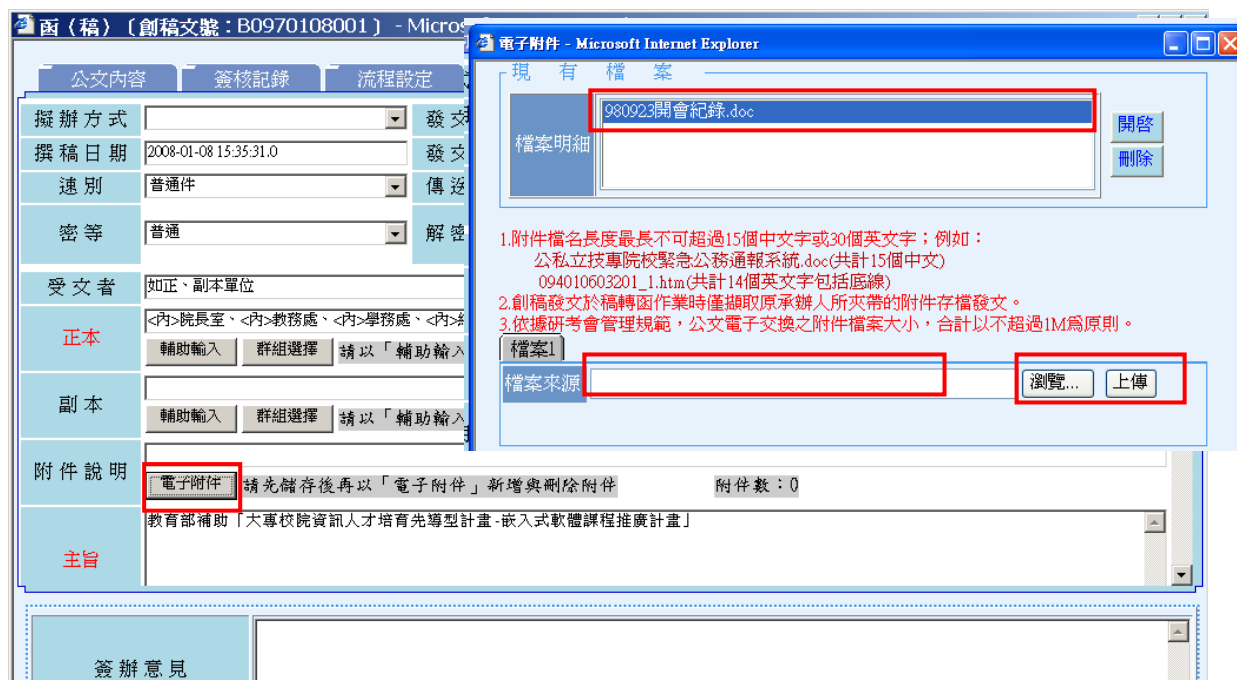 函（稿）〔創稿文號：B0970108001〕 - Micros
公文內容
簽核記錄
流程設定
擬辦方式
發文
撰稿日期
2008-01-08 15:35:31.0
發文
速別
普通件
傳送
密等
普通
解密
受文者
如正、副本單位
正本
<內>院長室、<內>教務處、<內>學務處、<內>
輔助輸入
群組選擇
請以「輔助輸入
副本
輔助輸入
群組選擇
請以「輔助輸入
附件說明
電子附件
請先儲存後再以「電子附件」新增與刪除附件
附件數：0
主旨
教育部補助「大專校院資訊人才培育先導型計畫-嵌入式軟體課程推廣計畫」
簽辦意見
電子附件 - Microsoft Internet Explorer
現有檔案
檔案明細
980923開會紀錄.doc
開啓
刪除
1.附件檔名長度最長不可超過15個中文字或30個英文字；例如：
公私立技專院校緊急公務通報系統.doc(共計15個中文)
094010603201_1.htm(共計14個英文字包括底線)
2.創稿發文於稿轉函作業時僅擷取原承辦人所夾帶的附件存檔發文。
3.依據研考會管理規範，公文電子交換之附件檔案大小，合計以不超過1M爲原則。
檔案1
檔案來源
瀏覽...
上傳